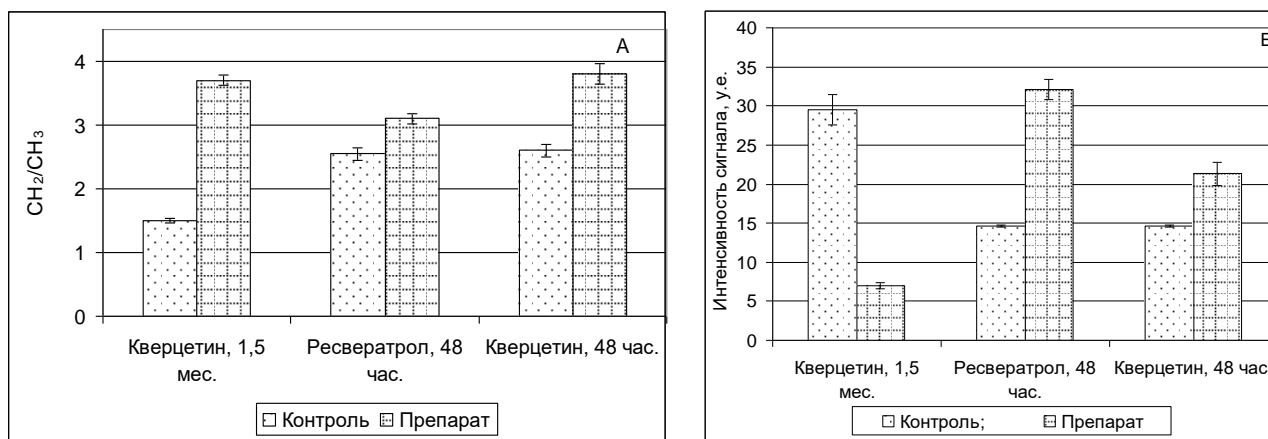 А
CH₂/CH₃
4
3
2
1
0
Кверцетин, 1,5
мес.
Ресвератрол, 48
час.
Кверцетин, 48 час.
Контроль
Препарат
Интенсивность сигнала, у.е.
40
35
30
25
20
15
10
5
0
Кверцетин, 1,5
мес.
Ресвератрол, 48
час.
Кверцетин, 48 час
Контроль;
Препарат